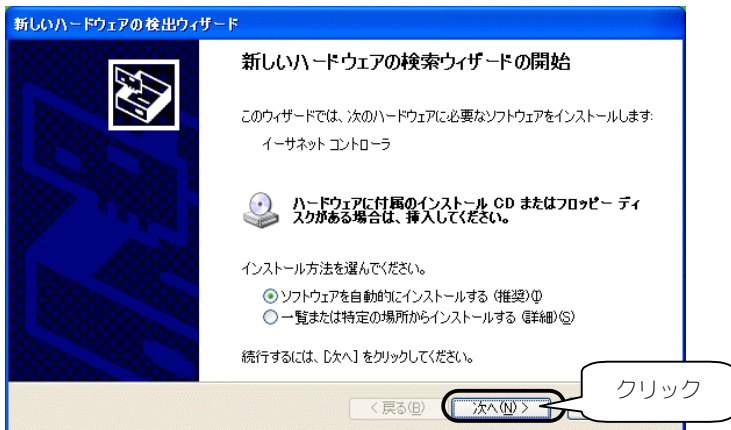 新しいハードウェアの検出ウィザード
新しいハードウェアの検索ウィザードの開始
このウィザードでは、次のハードウェアに必要なソフトウェアをインストールします:
イーサネット コントローラ
ハードウェアに付属のインストール CD またはフロッピー ディ
スクがある場合は、挿入してください。
インストール方法を選んでください。
ソフトウェアを自動的にインストールする (推奨)(I)
一覧または特定の場所からインストールする (詳細)(S)
続行するには、[次へ] をクリックしてください。
クリック
< 戻る(B)
次へ(N) >